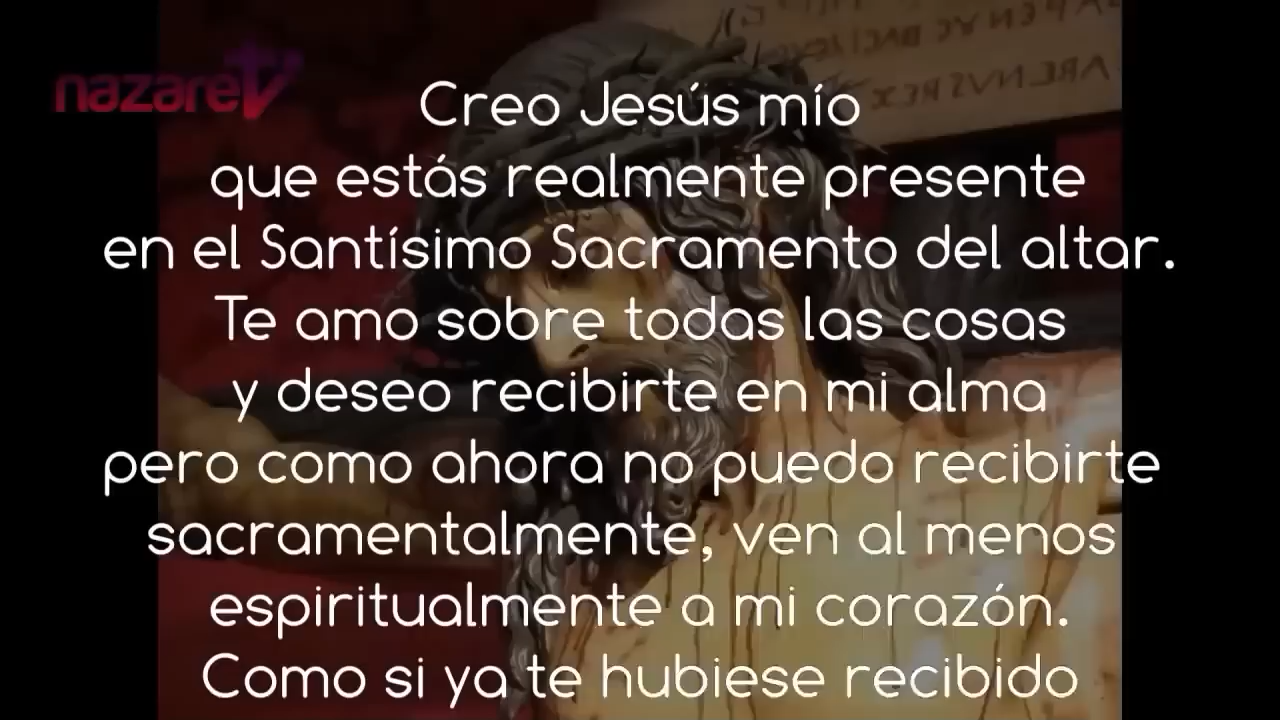 nazaretv
Creo Jesús mío
que estás realmente presente
en el Santísimo Sacramento del altar.
Te amo sobre todas las cosas
y deseo recibirte en mi alma
pero como ahora no puedo recibirte
sacramentalmente, ven al menos
espiritualmente a mi corazón.
Como si ya te hubiese recibido